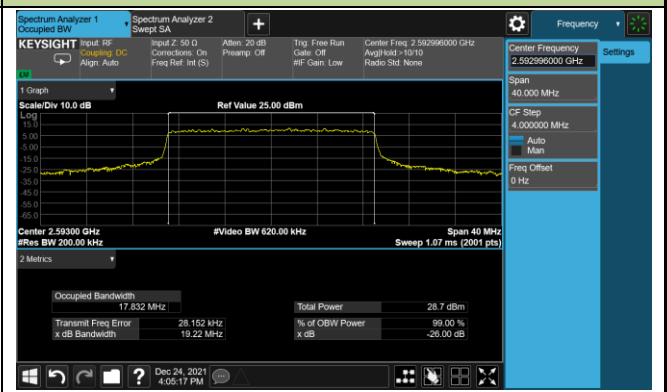 Spectrum Analyzer 1
Occupied BW
Spectrum Analyzer 2
Swept SA
Frequency
KEYSIGHT
Input: RF
Coupling: DC
Align: Auto
Input Z: 50 Ω
Corrections: On
Freq Ref: Int (S)
Atten: 20 dB
Preamp: Off
Trig: Free Run
Gate: Off
#IF Gain: Low
Center Freq: 2.592996000 GHz
Avg|Hold:>10/10
Radio Std: None
Center Frequency
2.592996000 GHz
Settings
Span
40.000 MHz
CF Step
4.000000 MHz
Auto
Man
Freq Offset
0 Hz
1 Graph
Scale/Div 10.0 dB
Ref Value 25.00 dBm
Log
15.0
5.00
-5.00
-15.0
-25.0
-35.0
-45.0
-55.0
-65.0
Center 2.59300 GHz
#Video BW 620.00 kHz
Span 40 MHz
#Res BW 200.00 kHz
Sweep 1.07 ms (2001 pts)
2 Metrics
Occupied Bandwidth
17.832 MHz
Total Power
28.7 dBm
Transmit Freq Error
28.152 kHz
% of OBW Power
99.00 %
x dB Bandwidth
19.22 MHz
x dB
-26.00 dB
?
Dec 24, 2021
4:05:17 PM